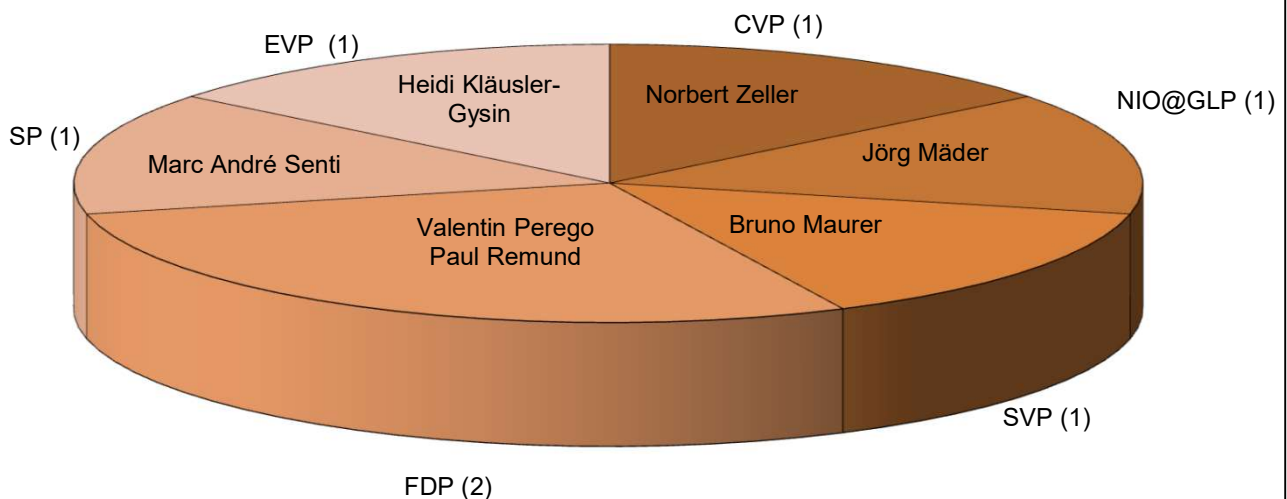 CVP (1)
EVP (1)
Heidi Kläusler-
Gysin
Norbert Zeller
NIO@GLP (1)
SP (1)
Marc André Senti
Jörg Mäder
Valentin Perego
Paul Remund
Bruno Maurer
SVP (1)
FDP (2)